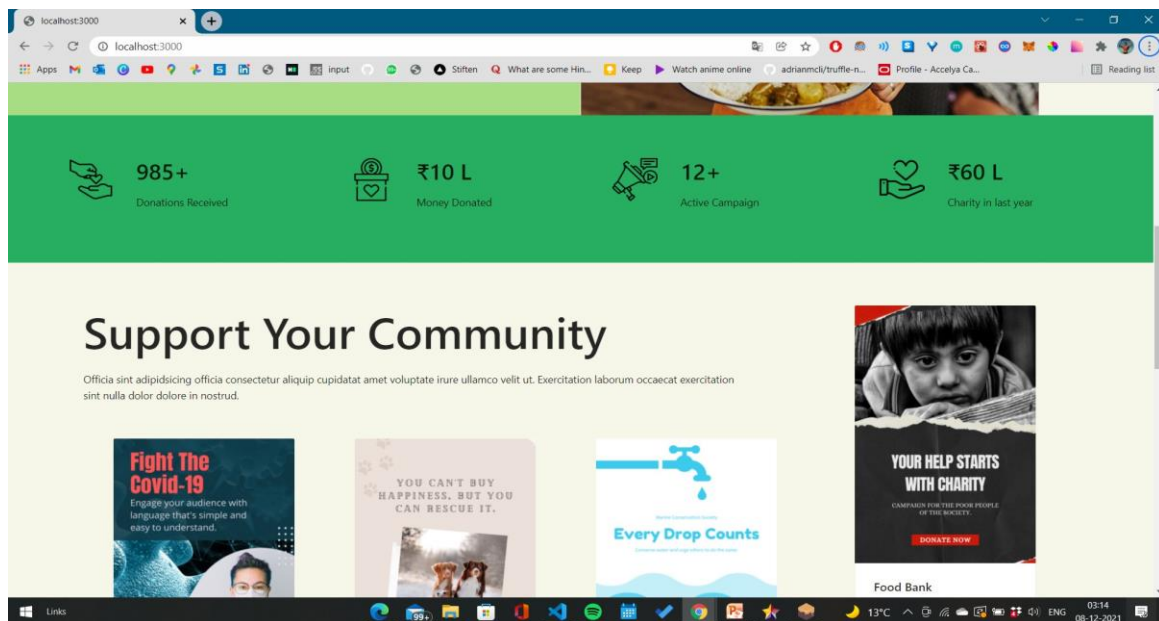 localhost:3000
localhost:3000
Apps
input
Stiften
What are some Hin...
Keep
Watch anime online
adrianmcli/truffle-n...
Profile - Accelya Ca...
Reading list
985+
Donations Received
₹10 L
Money Donated
12+
Active Campaign
₹60 L
Charity in last year
Support Your Community
Officia sint adipidsicing officia consectetur aliquip cupidatat amet voluptate irure ullamco velit ut. Exercitation laborum occaecat exercitation
sint nulla dolor dolore in nostrud.
Fight The
Covid-19
Engage your audience with
language that's simple and
easy to understand.
YOU CAN'T BUY
HAPPINESS, BUT YOU
CAN RESCUE IT.
Every Drop Counts
YOUR HELP STARTS
WITH CHARITY
CAMPAIGN FOR THE POOR PEOPLE
OF THE SOCIETY.
DONATE NOW
Food Bank
Links
99+
13°C
ENG
03:14
08-12-2021